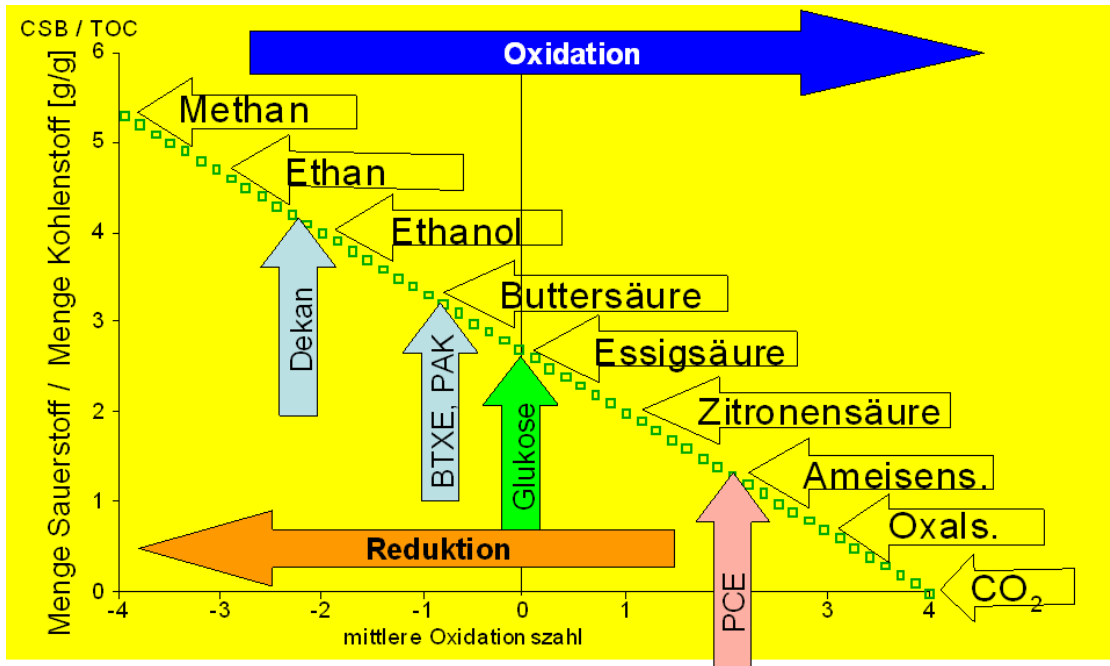 CSB / TOC
Menge Sauerstoff / Menge Kohlenstoff [g/g]
6
5
4
3
2
1
0
Oxidation
Methan
Ethan
Ethanol
Buttersäure
Essigsäure
Zitronensäure
Ameisens.
Oxals.
CO2
Dekan
BTXE, PAK
Glukose
PCE
Reduktion
-4 -3 -2 -1 0 1 3 4 2
mittlere Oxidation szahl